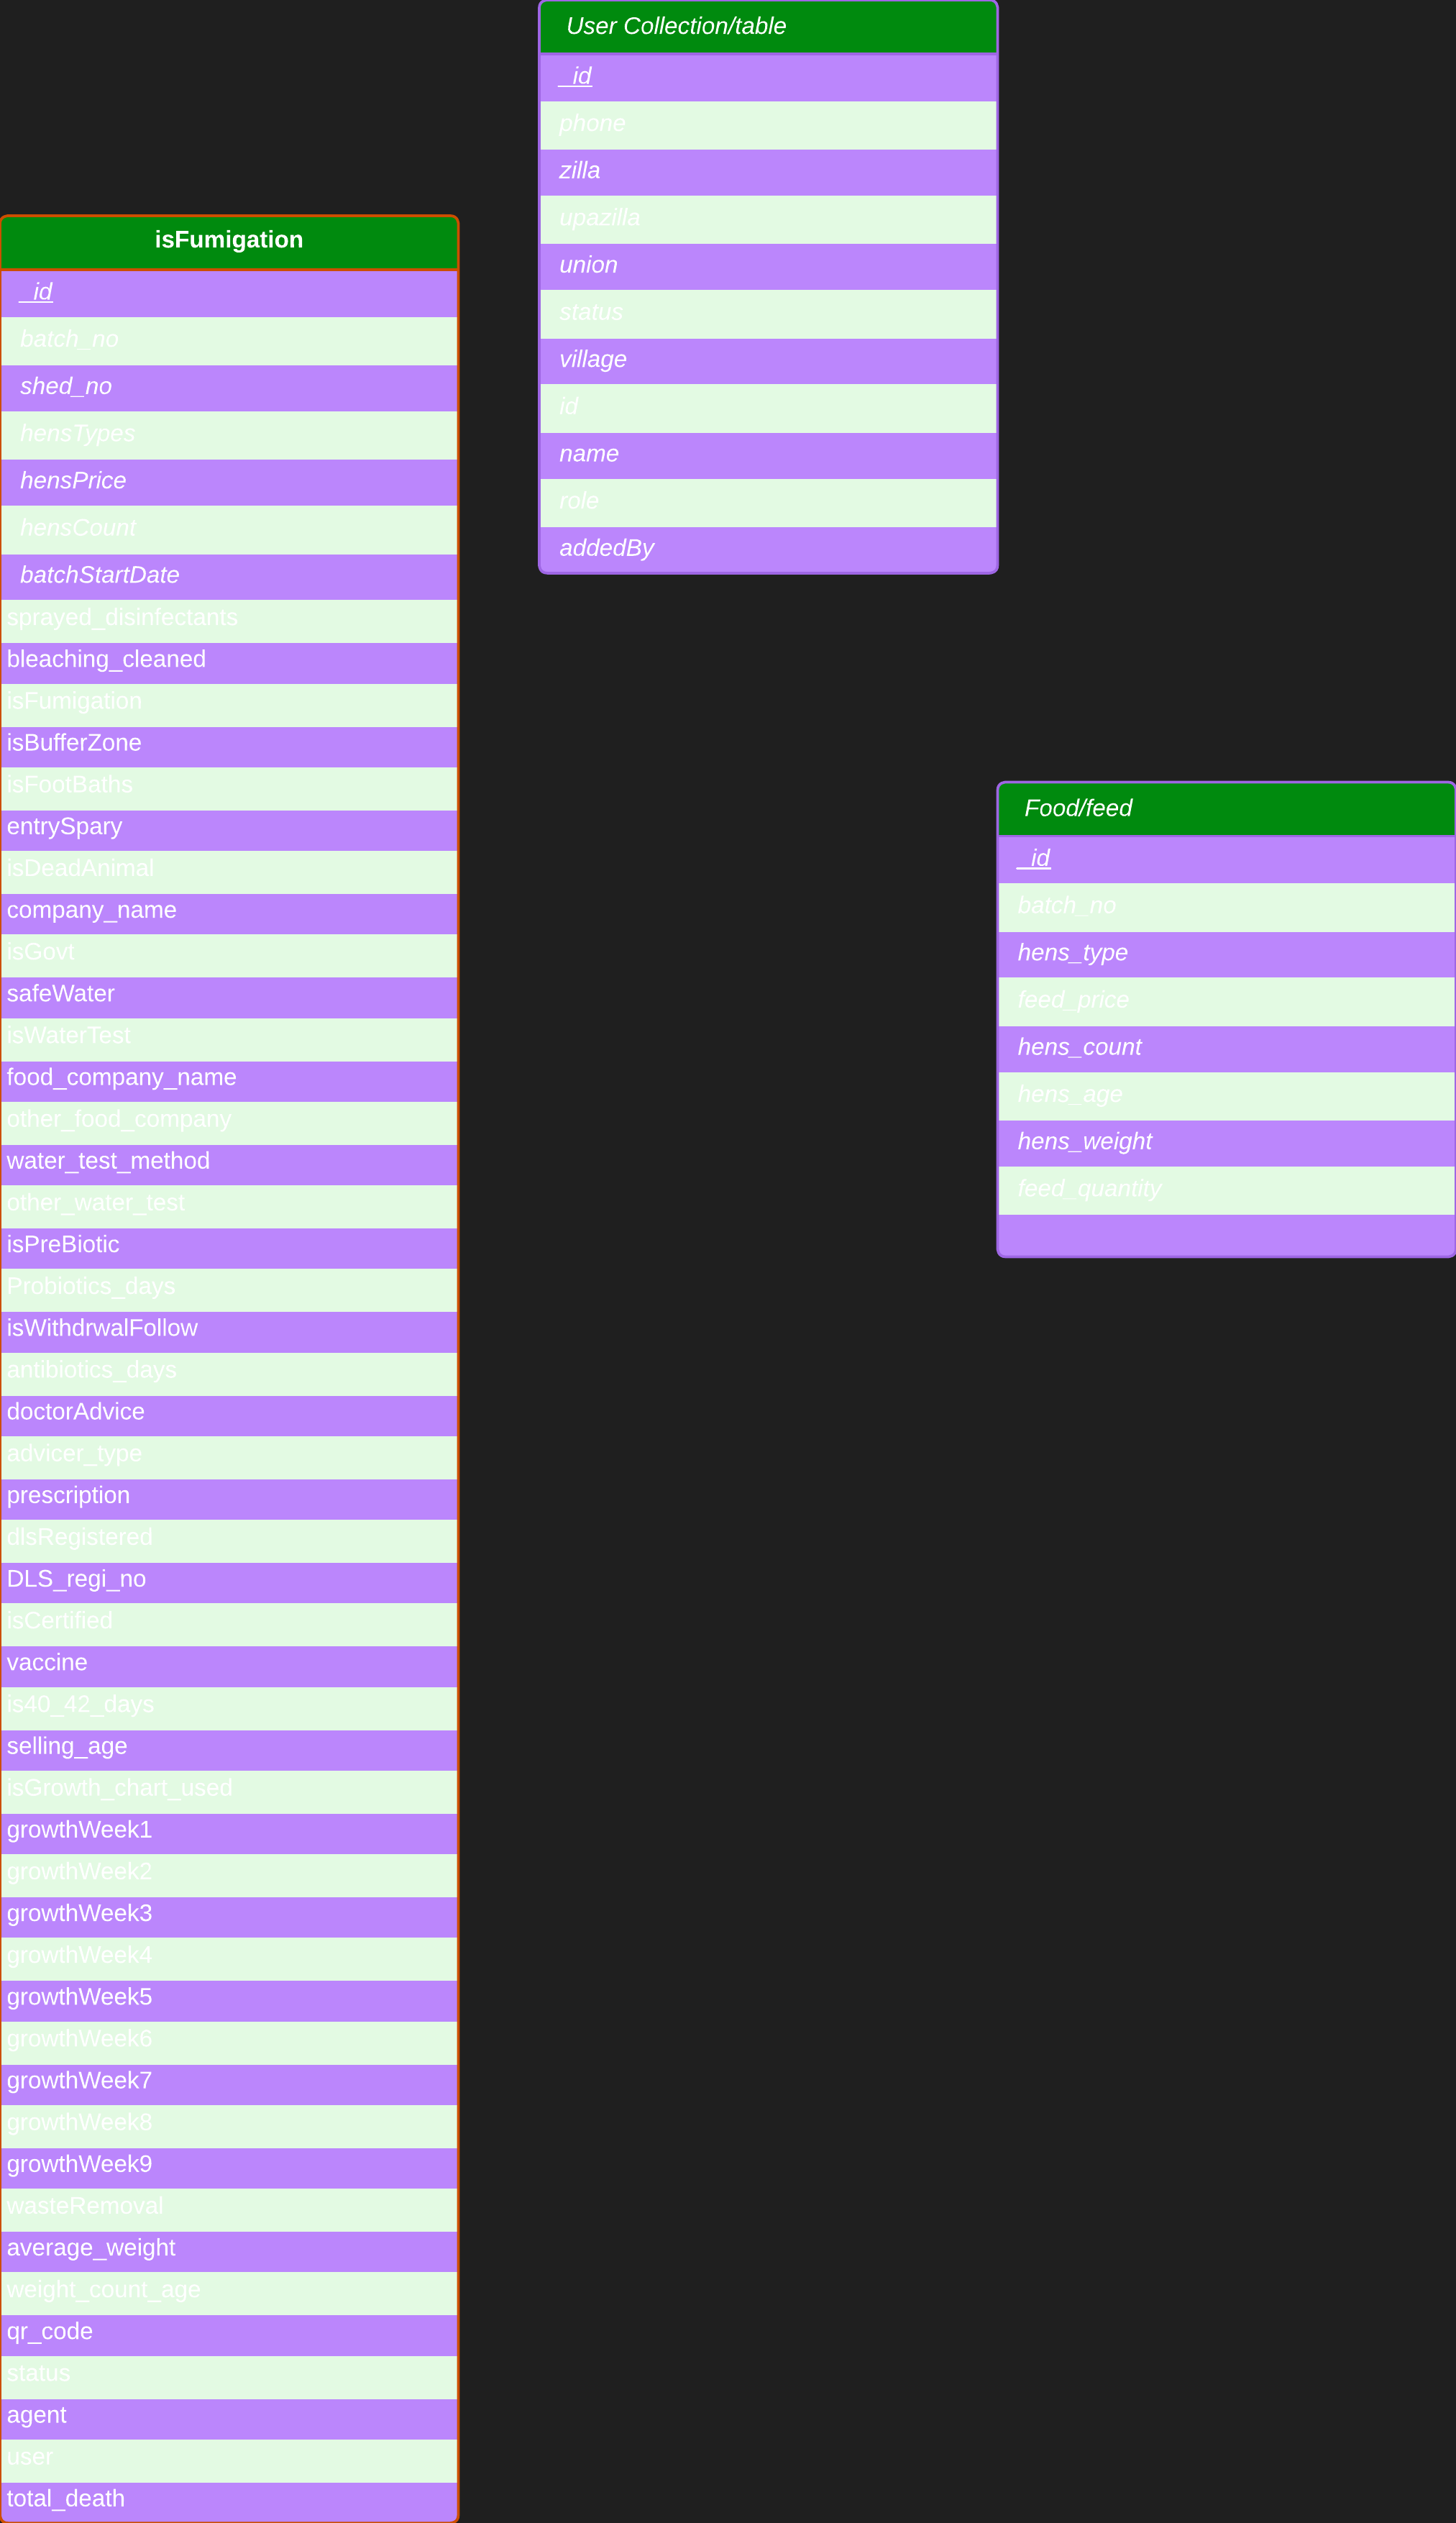 User Collection/table
_id
phone
zilla
upazilla
union
status
village
id
name
role
addedBy
isFumigation
_id
batch_no
shed_no
hensTypes
hensPrice
hensCount
batchStartDate
sprayed_disinfectants
bleaching_cleaned
isFumigation
isBufferZone
isFootBaths
entrySpary
isDeadAnimal
company_name
isGovt
safeWater
isWaterTest
food_company_name
other_food_company
water_test_method
other_water_test
isPreBiotic
Probiotics_days
isWithdrwalFollow
antibiotics_days
doctorAdvice
advicer_type
prescription
dlsRegistered
DLS_regi_no
isCertified
vaccine
is40_42_days
selling_age
isGrowth_chart_used
growthWeek1
growthWeek2
growthWeek3
growthWeek4
growthWeek5
growthWeek6
growthWeek7
growthWeek8
growthWeek9
wasteRemoval
average_weight
weight_count_age
qr_code
status
agent
user
total_death
Food/feed
_id
batch_no
hens_type
feed_price
hens_count
hens_age
hens_weight
feed_quantity